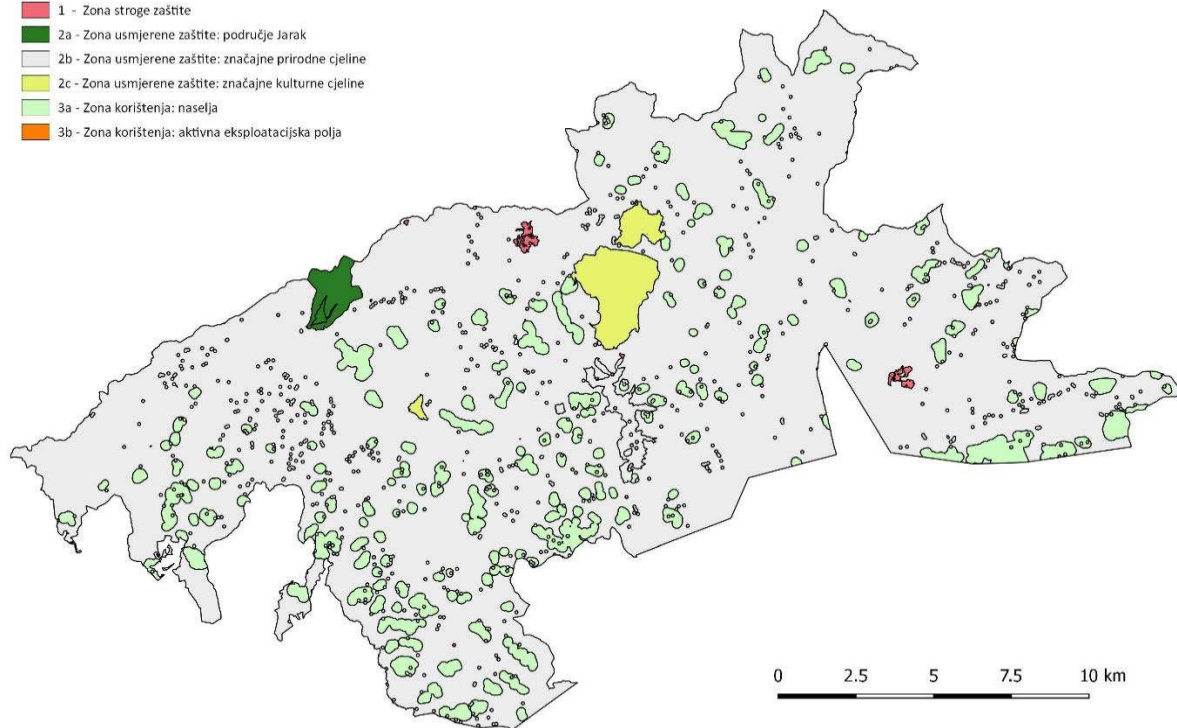 1 - Zona stroge zaštite
2a - Zona usmjerene zaštite: područje Jarak
2b - Zona usmjerene zaštite: značajne prirodne cjeline
2c - Zona usmjerene zaštite: značajne kulturne cjeline
3a - Zona korištenja: naselja
3b - Zona korištenja: aktivna eksploatacijska polja
0 2.5 5 7.5 10 km